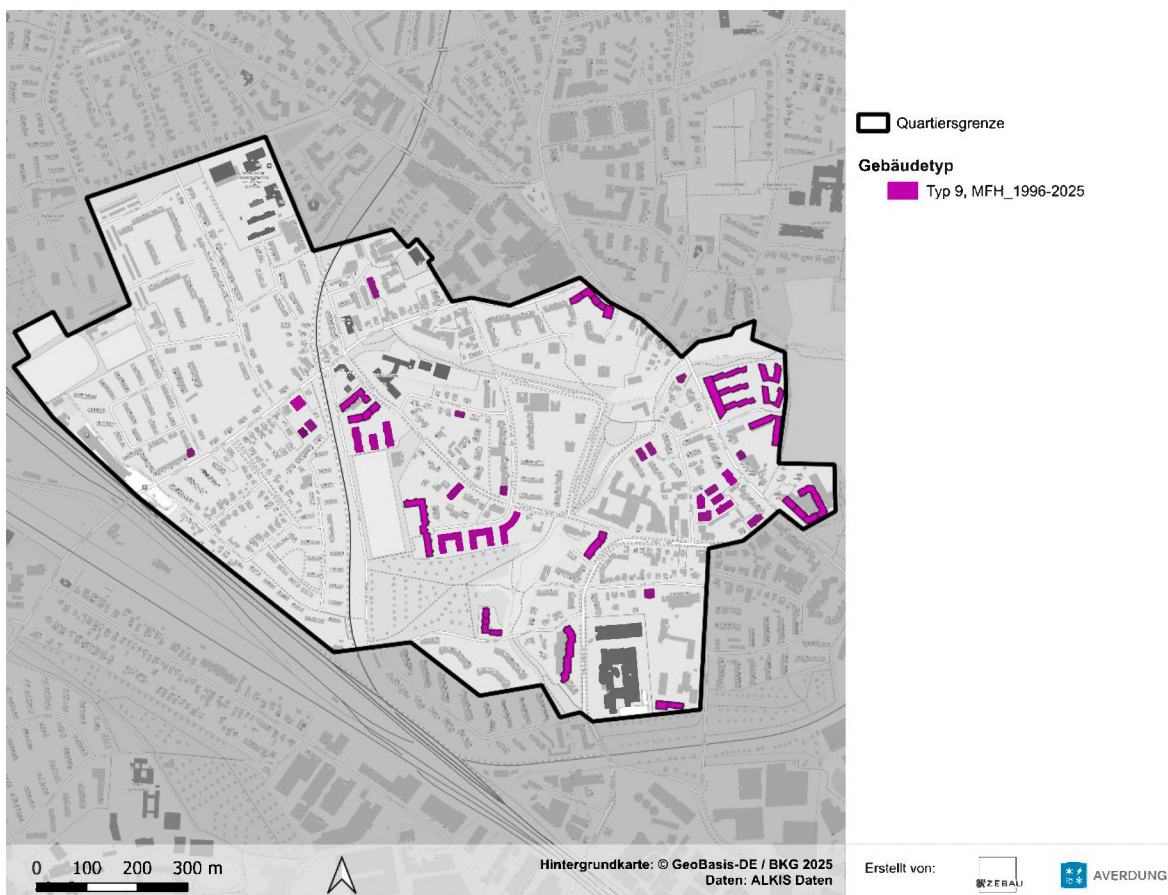 Quartiersgrenze
Gebäudetyp
Typ 9, MFH_1996-2025
0 100 200 300 m
Hintergrundkarte: © GeoBasis-DE / BKG 2025
Daten: ALKIS Daten
Erstellt von:
ZEBAU
AVERDUNG